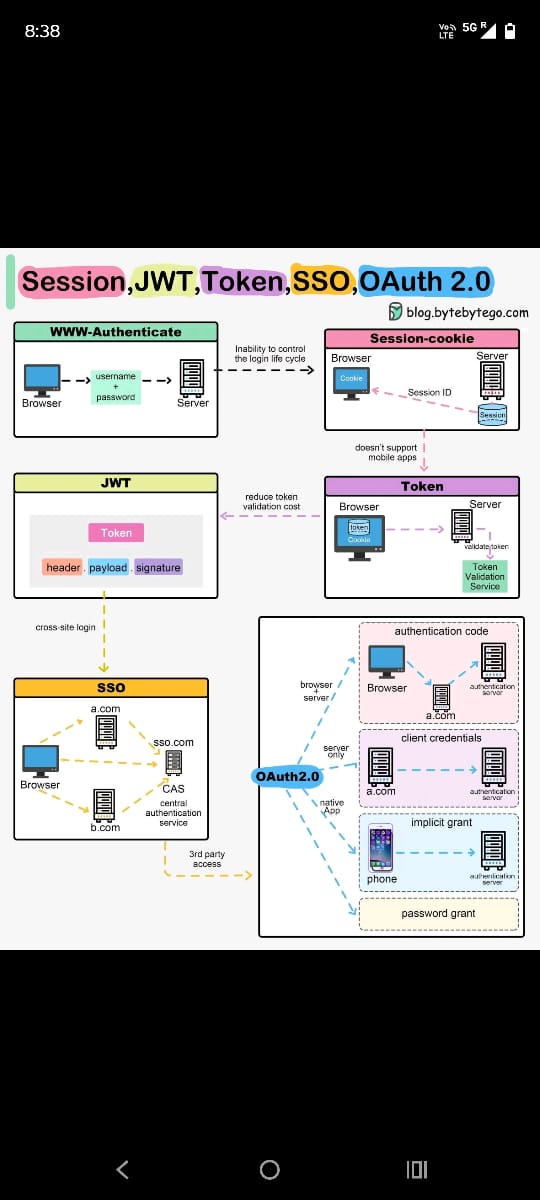 8:38
Vo
LTE
5G R
Session,JWT,Token,SSO,OAuth 2.0
blog.bytebytego.com
WWW-Authenticate
Browser
username
+
password
Server
Inability to control
the login life cycle
Session-cookie
Browser
Server
Cookie
Session ID
Session
doesn't support
mobile apps
JWT
Token
header . payload . signature
reduce token
validation cost
Token
Browser
Server
token
Cookie
validate token
Token
Validation
Service
cross-site login
SSO
a.com
sso.com
Browser
CAS
central
authentication
service
b.com
3rd party
access
OAuth2.0
browser
+
server
server
only
native
App
authentication code
Browser
a.com
authentication
server
client credentials
a.com
authentication
server
implicit grant
phone
authentication
server
password grant